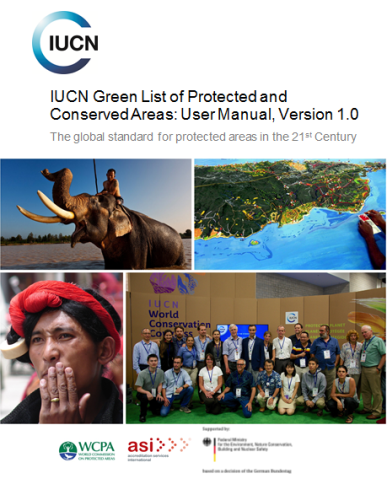 IUCN
IUCN Green List of Protected and
Conserved Areas: User Manual, Version 1.0
The global standard for protected areas in the 21st Century
IUCN
World
Conservation
Congress
WCPA
WORLD COMMISSION
ON PROTECTED AREAS
asi
accreditation services
international
Supported by:
Federal Ministry
for the Environment, Nature Conservation,
Building and Nuclear Safety
based on a decision of the German Bundestag